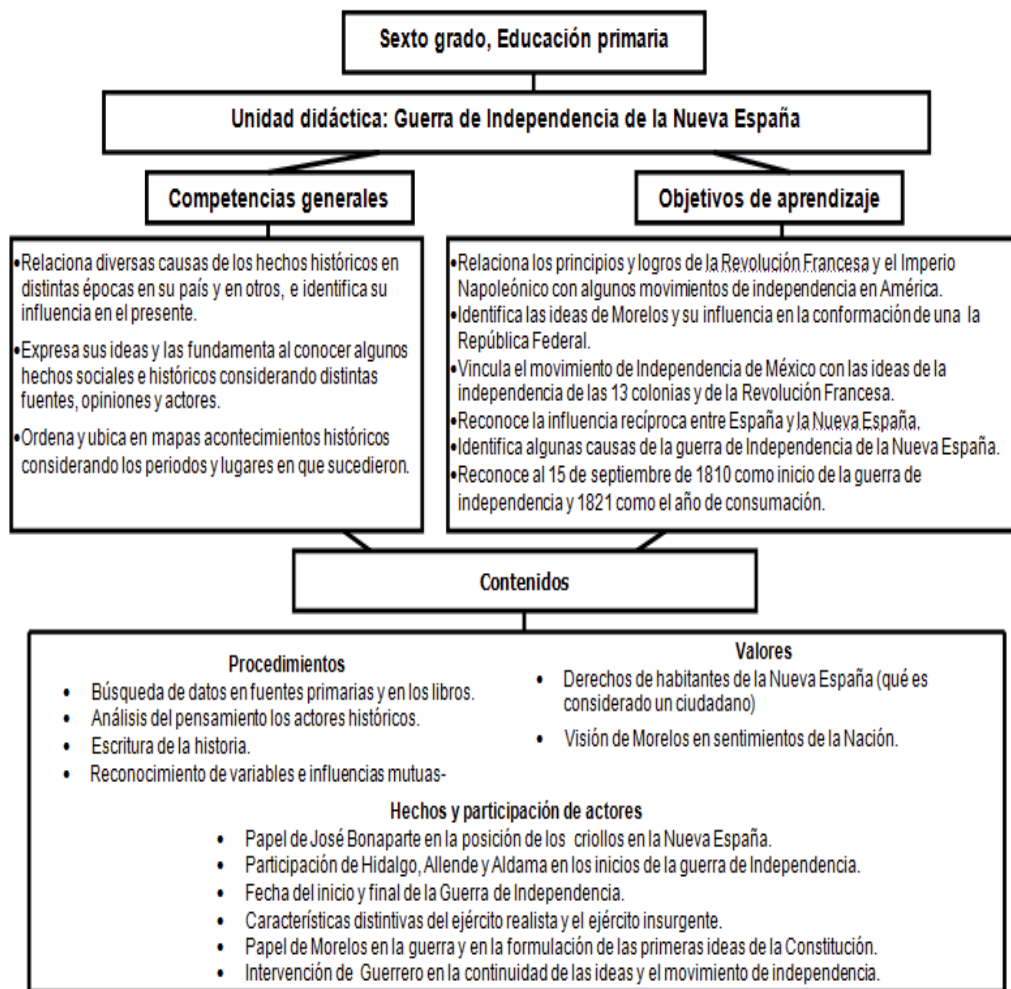 Sexto grado, Educación primaria
Unidad didáctica: Guerra de Independencia de la Nueva España
Competencias generales
•Relaciona diversas causas de los hechos históricos en
distintas épocas en su país y en otros, e identifica su
influencia en el presente.
•Expresa sus ideas y las fundamenta al conocer algunos
hechos sociales e históricos considerando distintas
fuentes, opiniones y actores.
•Ordena y ubica en mapas acontecimientos históricos
considerando los periodos y lugares en que sucedieron.
Objetivos de aprendizaje
•Relaciona los principios y logros de la Revolución Francesa y el Imperio
Napoleónico con algunos movimientos de independencia en América.
•Identifica las ideas de Morelos y su influencia en la conformación de una la
República Federal.
•Vincula el movimiento de Independencia de México con las ideas de la
independencia de las 13 colonias y de la Revolución Francesa.
•Reconoce la influencia recíproca entre España y la Nueva España.
•Identifica algunas causas de la guerra de Independencia de la Nueva España.
•Reconoce al 15 de septiembre de 1810 como inicio de la guerra de
independencia y 1821 como el año de consumación.
Contenidos
Procedimientos
• Búsqueda de datos en fuentes primarias y en los libros.
• Análisis del pensamiento los actores históricos.
• Escritura de la historia.
• Reconocimiento de variables e influencias mutuas-
Valores
• Derechos de habitantes de la Nueva España (qué es
considerado un ciudadano)
• Visión de Morelos en sentimientos de la Nación.
Hechos y participación de actores
• Papel de José Bonaparte en la posición de los criollos en la Nueva España.
• Participación de Hidalgo, Allende y Aldama en los inicios de la guerra de Independencia.
• Fecha del inicio y final de la Guerra de Independencia.
• Características distintivas del ejército realista y el ejército insurgente.
• Papel de Morelos en la guerra y en la formulación de las primeras ideas de la Constitución.
• Intervención de Guerrero en la continuidad de las ideas y el movimiento de independencia.